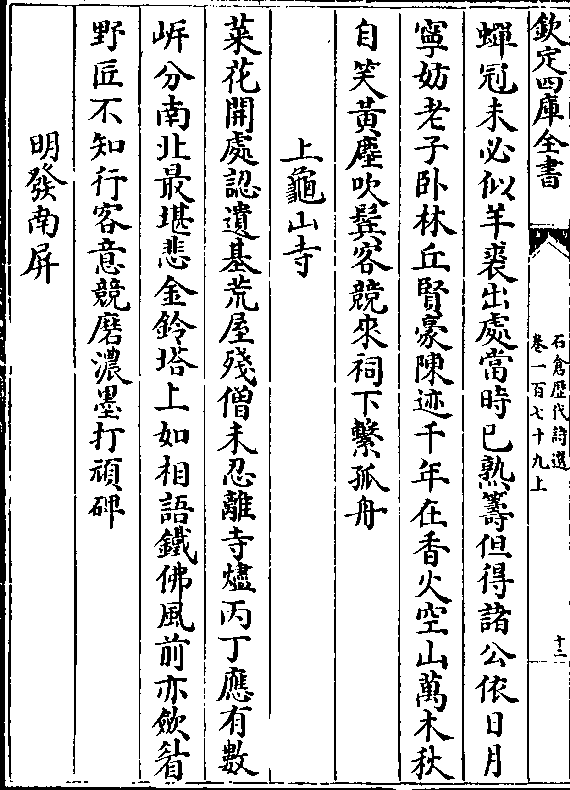 欽定四庫全書
石倉歷代詩選
卷一百七十九上
十二
蟬冠未必似羊裘出處當時已熟籌但得諸公依日月
寧妨老子卧林丘賢豪陳迹千年在香火空山萬木秋
自笑黃塵吹鬂客競來祠下繫孤舟
上龜山寺
菜花開處認遺基荒屋殘僧未忍離寺燼丙丁應有數
岸分南北最堪悲金鈴塔上如相語鐵佛風前亦斂眉
野匠不知行客意競磨濃墨打頑碑
明發南屏